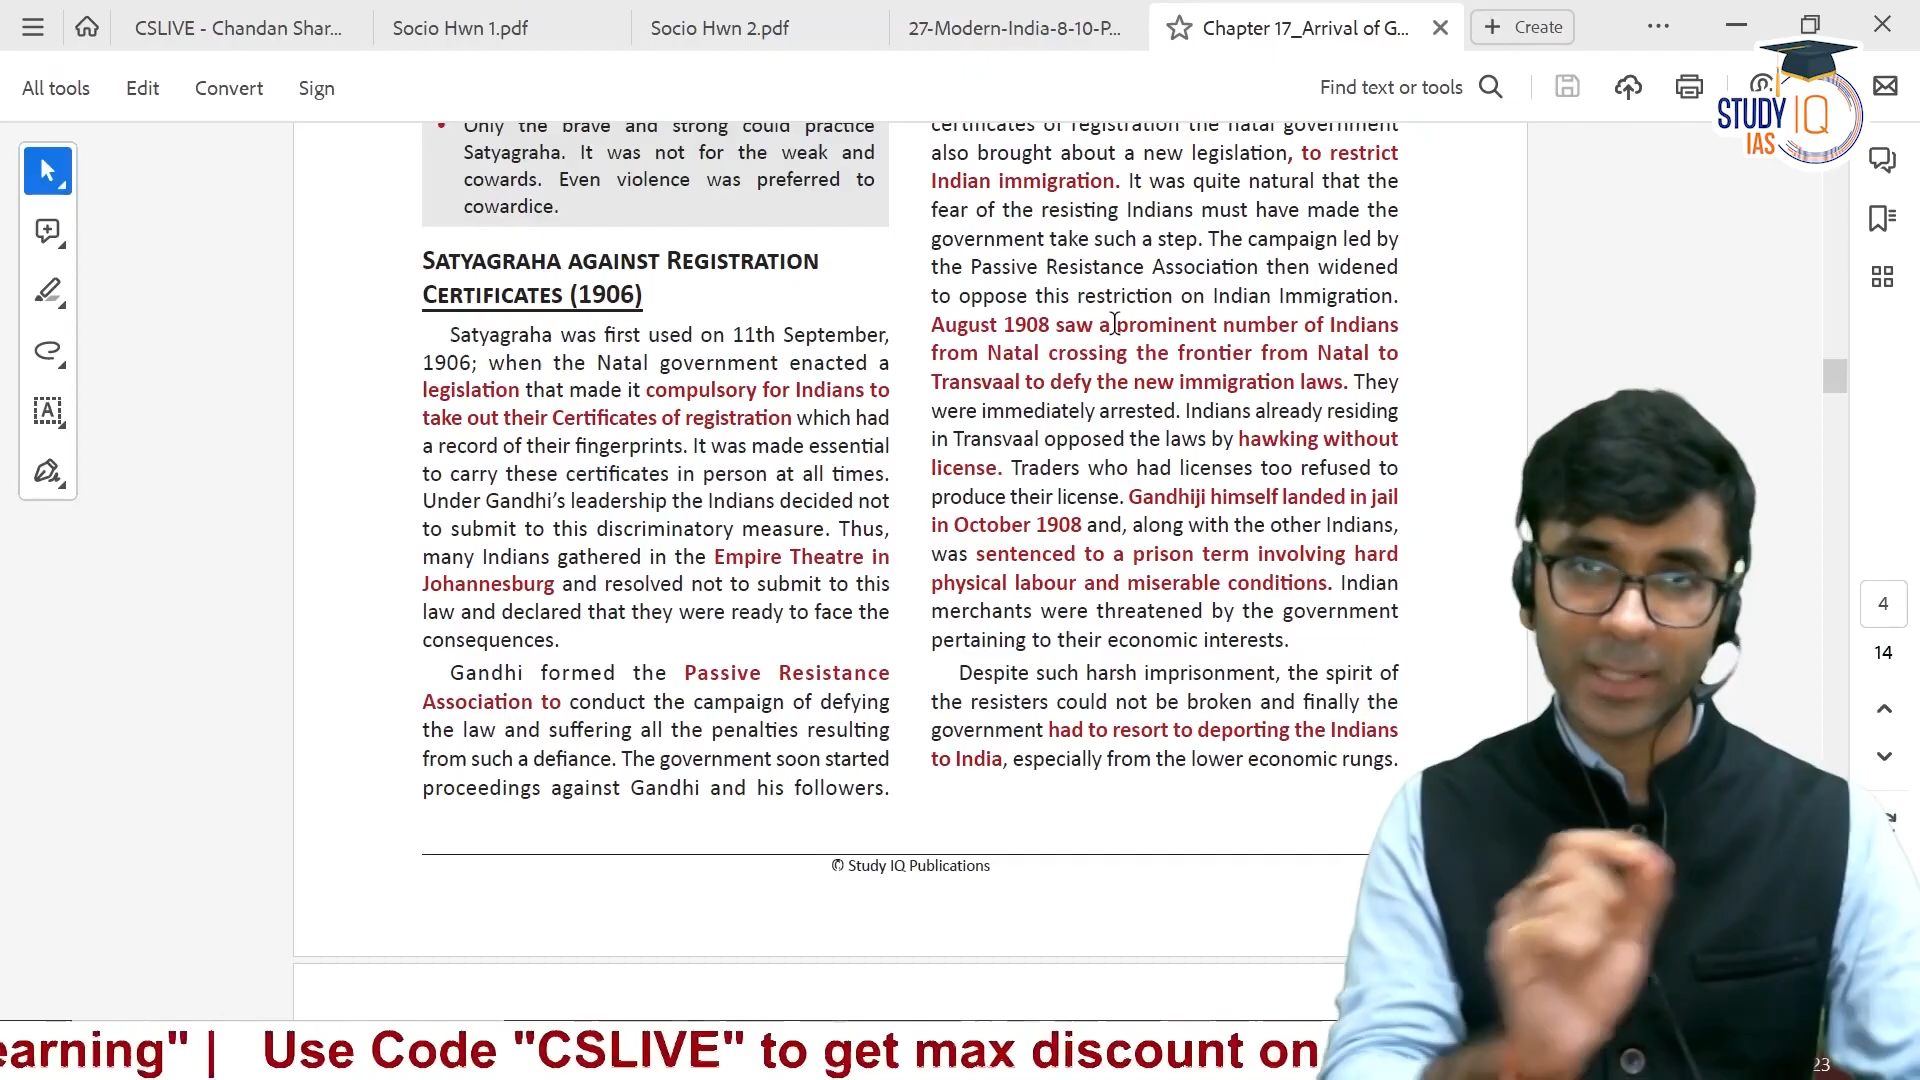 CSLIVE - Chandan Shar...
Socio Hwn 1.pdf
Socio Hwn 2.pdf
27-Modern-India-8-10-P...
Chapter 17_Arrival of G...
Create
All tools
Edit
Convert
Sign
Find text or tools
STUDY IQ
IAS
• Only the brave and strong could practice
Satyagraha. It was not for the weak and
cowards. Even violence was preferred to
cowardice.
SATYAGRAHA AGAINST REGISTRATION
CERTIFICATES (1906)
Satyagraha was first used on 11th September,
1906; when the Natal government enacted a
legislation that made it compulsory for Indians to
take out their Certificates of registration which had
a record of their fingerprints. It was made essential
to carry these certificates in person at all times.
Under Gandhi's leadership the Indians decided not
to submit to this discriminatory measure. Thus,
many Indians gathered in the Empire Theatre in
Johannesburg and resolved not to submit to this
law and declared that they were ready to face the
consequences.
Gandhi formed the Passive Resistance
Association to conduct the campaign of defying
the law and suffering all the penalties resulting
from such a defiance. The government soon started
proceedings against Gandhi and his followers.
certificates of registration the natal government
also brought about a new legislation, to restrict
Indian immigration. It was quite natural that the
fear of the resisting Indians must have made the
government take such a step. The campaign led by
the Passive Resistance Association then widened
to oppose this restriction on Indian Immigration.
August 1908 saw a prominent number of Indians
from Natal crossing the frontier from Natal to
Transvaal to defy the new immigration laws. They
were immediately arrested. Indians already residing
in Transvaal opposed the laws by hawking without
license. Traders who had licenses too refused to
produce their license. Gandhiji himself landed in jail
in October 1908 and, along with the other Indians,
was sentenced to a prison term involving hard
physical labour and miserable conditions. Indian
merchants were threatened by the government
pertaining to their economic interests.
Despite such harsh imprisonment, the spirit of
the resisters could not be broken and finally the
government had to resort to deporting the Indians
to India, especially from the lower economic rungs.
© Study IQ Publications
4
14
earning" | Use Code "CSLIVE" to get max discount on
23